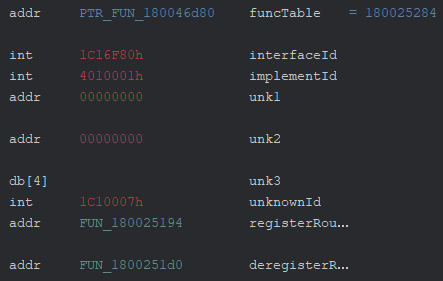 addr PTR_FUN_180046d80 funcTable = 180025284
int 1C16F80h interfaceId
int 4010001h implementId
addr 00000000 unk1
addr 00000000 unk2
db[4] unk3
int 1C10007h unknownId
addr FUN_180025194 registerRou...
addr FUN_1800251d0 deregisterR...